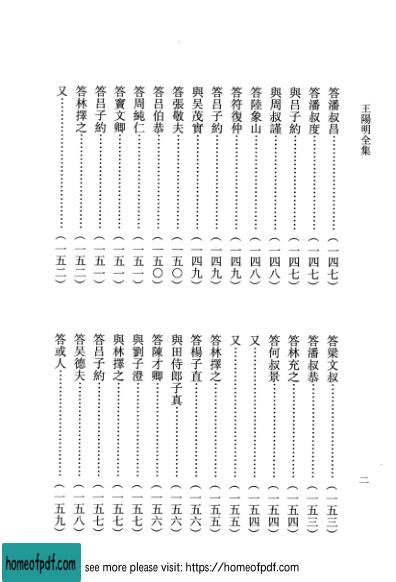 王陽明全集
答潘叔昌……………………(一四七)
答潘叔度……………………(一四七)
與呂子約……………………(一四七)
與周叔謹……………………(一四八)
答陸象山……………………(一四八)
答符復仲……………………(一四九)
答呂子約……………………(一四九)
與吴茂實……………………(一四九)
答張敬夫……………………(一五〇)
答呂伯恭……………………(一五〇)
答周純仁……………………(一五一)
答竇文卿……………………(一五一)
答呂子約……………………(一五一)
答林擇之……………………(一五二)
又……………………(一五二)
答梁文叔……………………(一五三)
答潘叔恭……………………(一五三)
答林充之……………………(一五四)
答何叔景……………………(一五四)
又……………………(一五四)
又……………………(一五五)
答林擇之……………………(一五五)
答楊子直……………………(一五六)
與田侍郎子真……………………(一五六)
答陳才卿……………………(一五六)
與劉子澄……………………(一五七)
與林擇之……………………(一五七)
答呂子約……………………(一五七)
答吴德夫……………………(一五八)
答或人……………………(一五九)
二
homeofpdf.com
see more please visit: https://homeofpdf.com